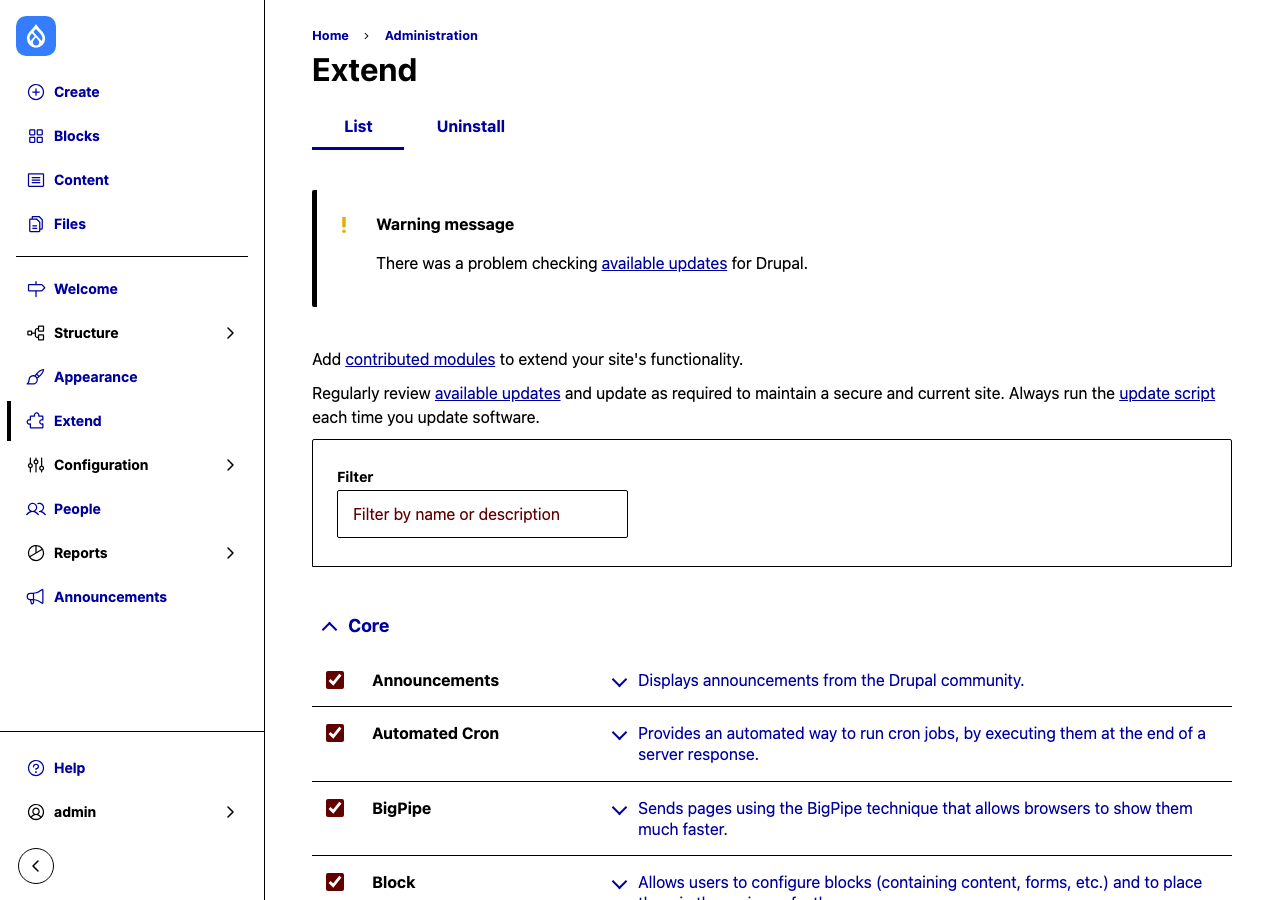 Create
Blocks
Content
Files
Welcome
Structure
Appearance
Extend
Configuration
People
Reports
Announcements
Help
admin
Home › Administration
Extend
List Uninstall
Warning message
There was a problem checking available updates for Drupal.
Add contributed modules to extend your site's functionality.
Regularly review available updates and update as required to maintain a secure and current site. Always run the update script
each time you update software.
Filter
Filter by name or description
Core
Announcements Displays announcements from the Drupal community.
Automated Cron Provides an automated way to run cron jobs, by executing them at the end of a
server response.
BigPipe Sends pages using the BigPipe technique that allows browsers to show them
much faster.
Block Allows users to configure blocks (containing content, forms, etc.) and to place